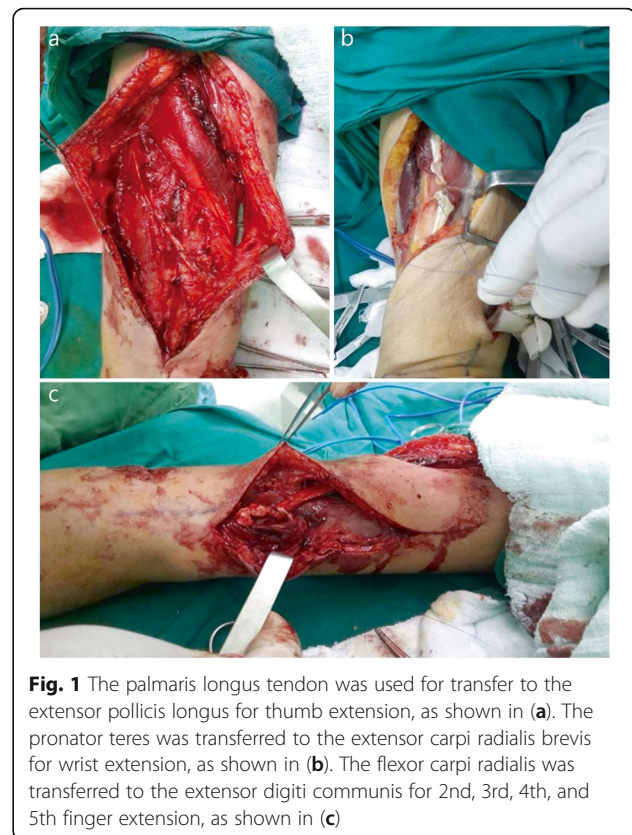 a
b
c
Fig. 1 The palmaris longus tendon was used for transfer to the
extensor pollicis longus for thumb extension, as shown in (a). The
pronator teres was transferred to the extensor carpi radialis brevis
for wrist extension, as shown in (b). The flexor carpi radialis was
transferred to the extensor digiti communis for 2nd, 3rd, 4th, and
5th finger extension, as shown in (c)